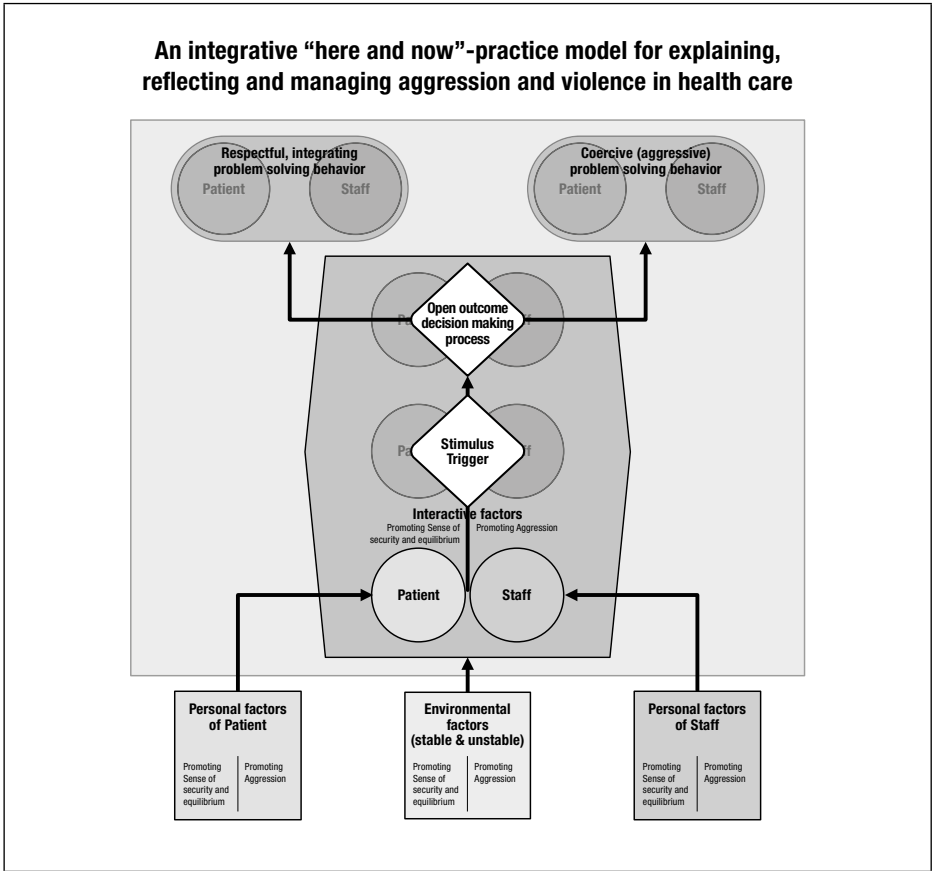 An integrative “here and now”-practice model for explaining,
reflecting and managing aggression and violence in health care
Respectful, integrating
problem solving behavior
Patient
Staff
Coercive (aggressive)
problem solving behavior
Patient
Staff
Pa
Open outcome
decision making
process
ff
Pa
Stimulus
Trigger
ff
Interactive factors
Promoting Sense of
security and equilibrium
Promoting Aggression
Patient
Staff
Personal factors
of Patient
Promoting
Sense of
security and
equilibrium
Promoting
Aggression
Environmental
factors
(stable & unstable)
Promoting
Sense of
security and
equilibrium
Promoting
Aggression
Personal factors
of Staff
Promoting
Sense of
security and
equilibrium
Promoting
Aggression